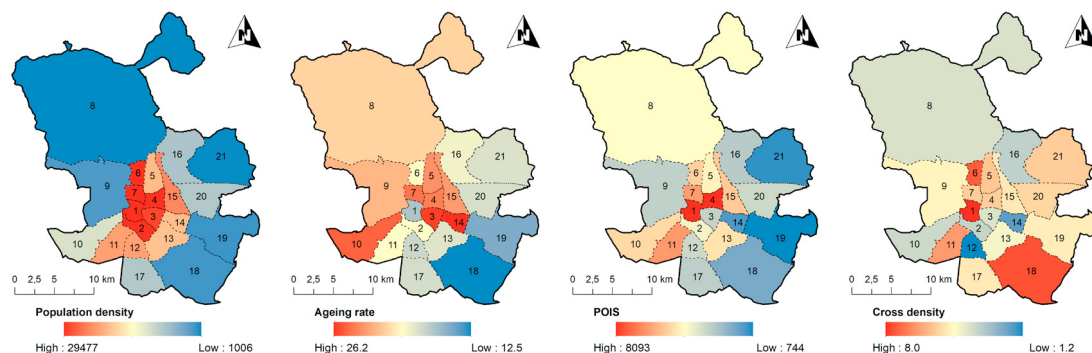 N
8
16
21
6 5
9
7 4 15 20
1 3
2 14
10 11 12 13 19
17 18
0 2,5 5 10 km
Population density
High : 29477 Low : 1006
N
8
16
21
6 5
9
7 4 15 20
1 3
2 14
10 11 12 13 19
17 18
0 2,5 5 10 km
Ageing rate
High : 26.2 Low : 12.5
N
8
16
21
6 5
9
7 4 15 20
1 3
2 14
10 11 12 13 19
17 18
0 2,5 5 10 km
POIS
High : 8093 Low : 744
N
8
16
21
6 5
9
7 4 15 20
1 3
2 14
10 11 12 13 19
17 18
0 2,5 5 10 km
Cross density
High : 8.0 Low : 1.2